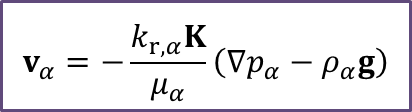 𝐯_α = − (k_{r,α} 𝐊 / μ_α) (∇p_α − ρ_α 𝐠)